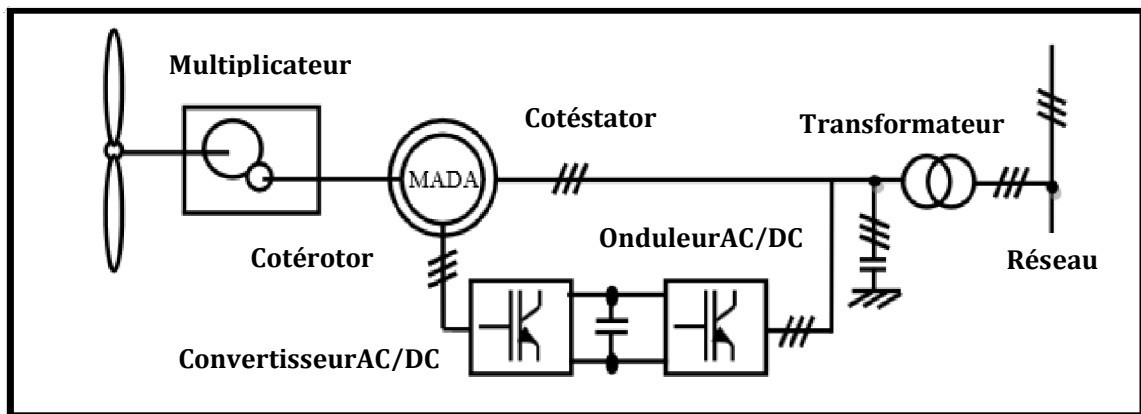 Multiplicateur
Cotéstator
Transformateur
MADA
OnduleurAC/DC
Cotérotor
Réseau
ConvertisseurAC/DC